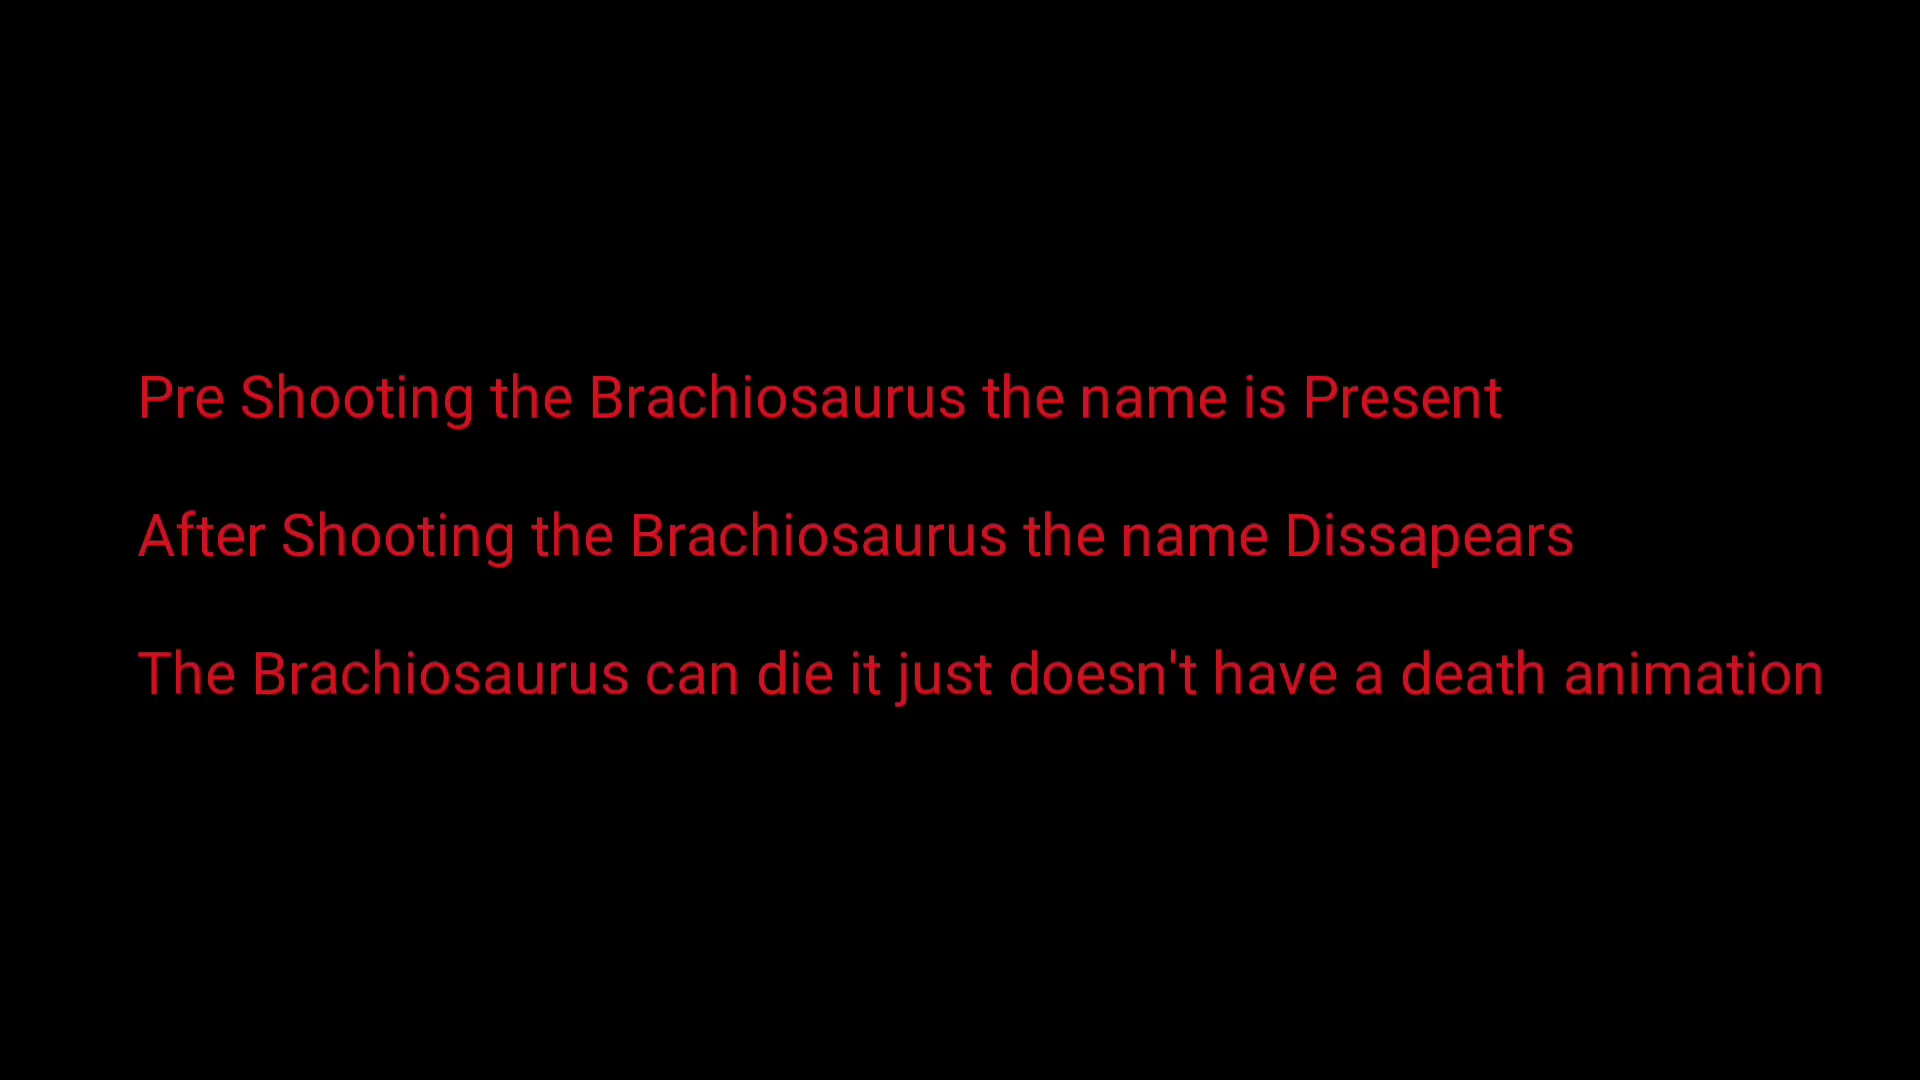 Pre Shooting the Brachiosaurus the name is Present
After Shooting the Brachiosaurus the name Dissapears
The Brachiosaurus can die it just doesn't have a death animation